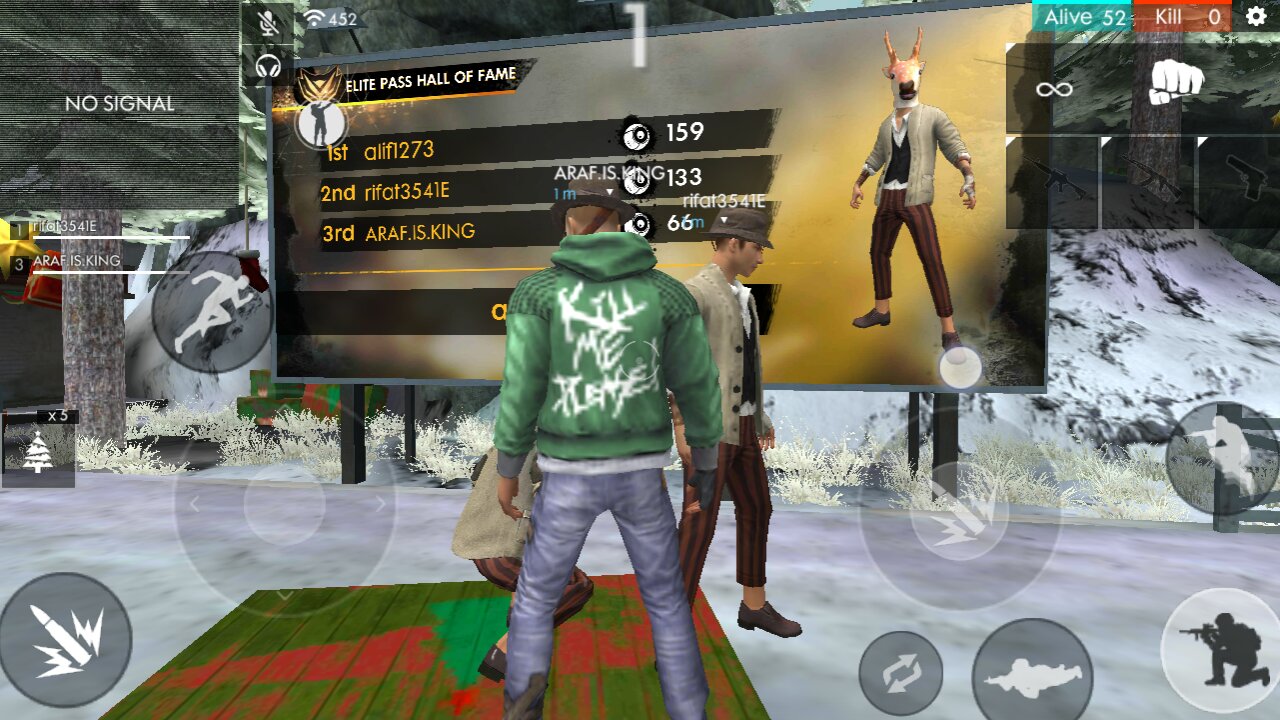 452
1
Alive 52 Kill 0
NO SIGNAL
ELITE PASS HALL OF FAME
1st alif1273 159
2nd rifat3541E 133
3rd ARAF.IS.KING 66
ARAF.IS.KING
1m
rifat3541E
1 rifat3541E
3 ARAF.IS.KING
KILL
ME
x 5